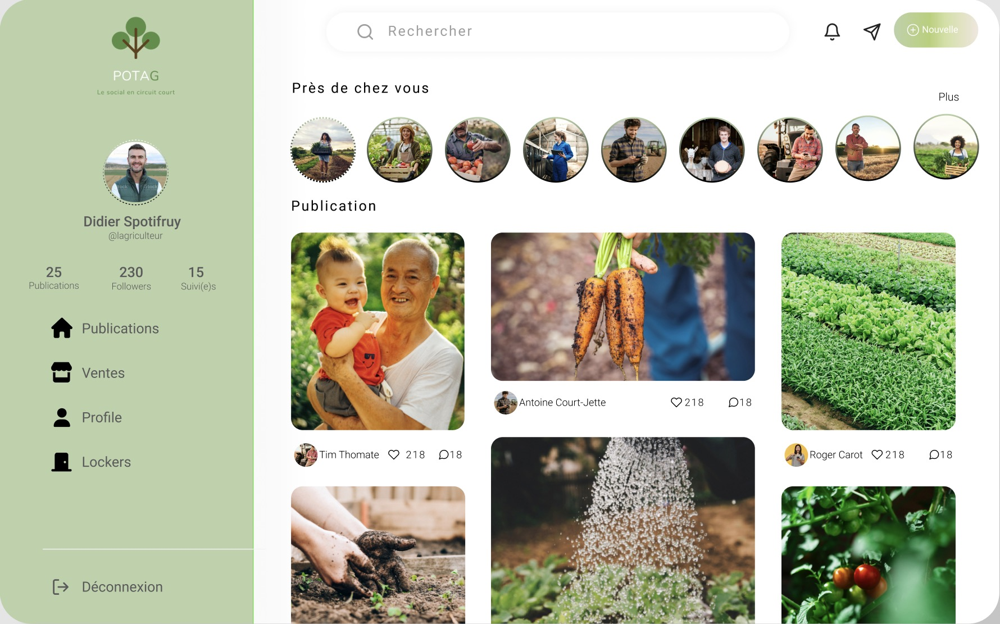 POTAG
Le social en circuit court
Didier Spotifruy
@lagriculteur
25
Publications
230
Followers
15
Suivi(e)s
Publications
Ventes
Profile
Lockers
Déconnexion
Rechercher
Nouvelle
Près de chez vous
Plus
Publication
Tim Thomate 218 18
Antoine Court-Jette 218 18
Roger Carot 218 18
iStock